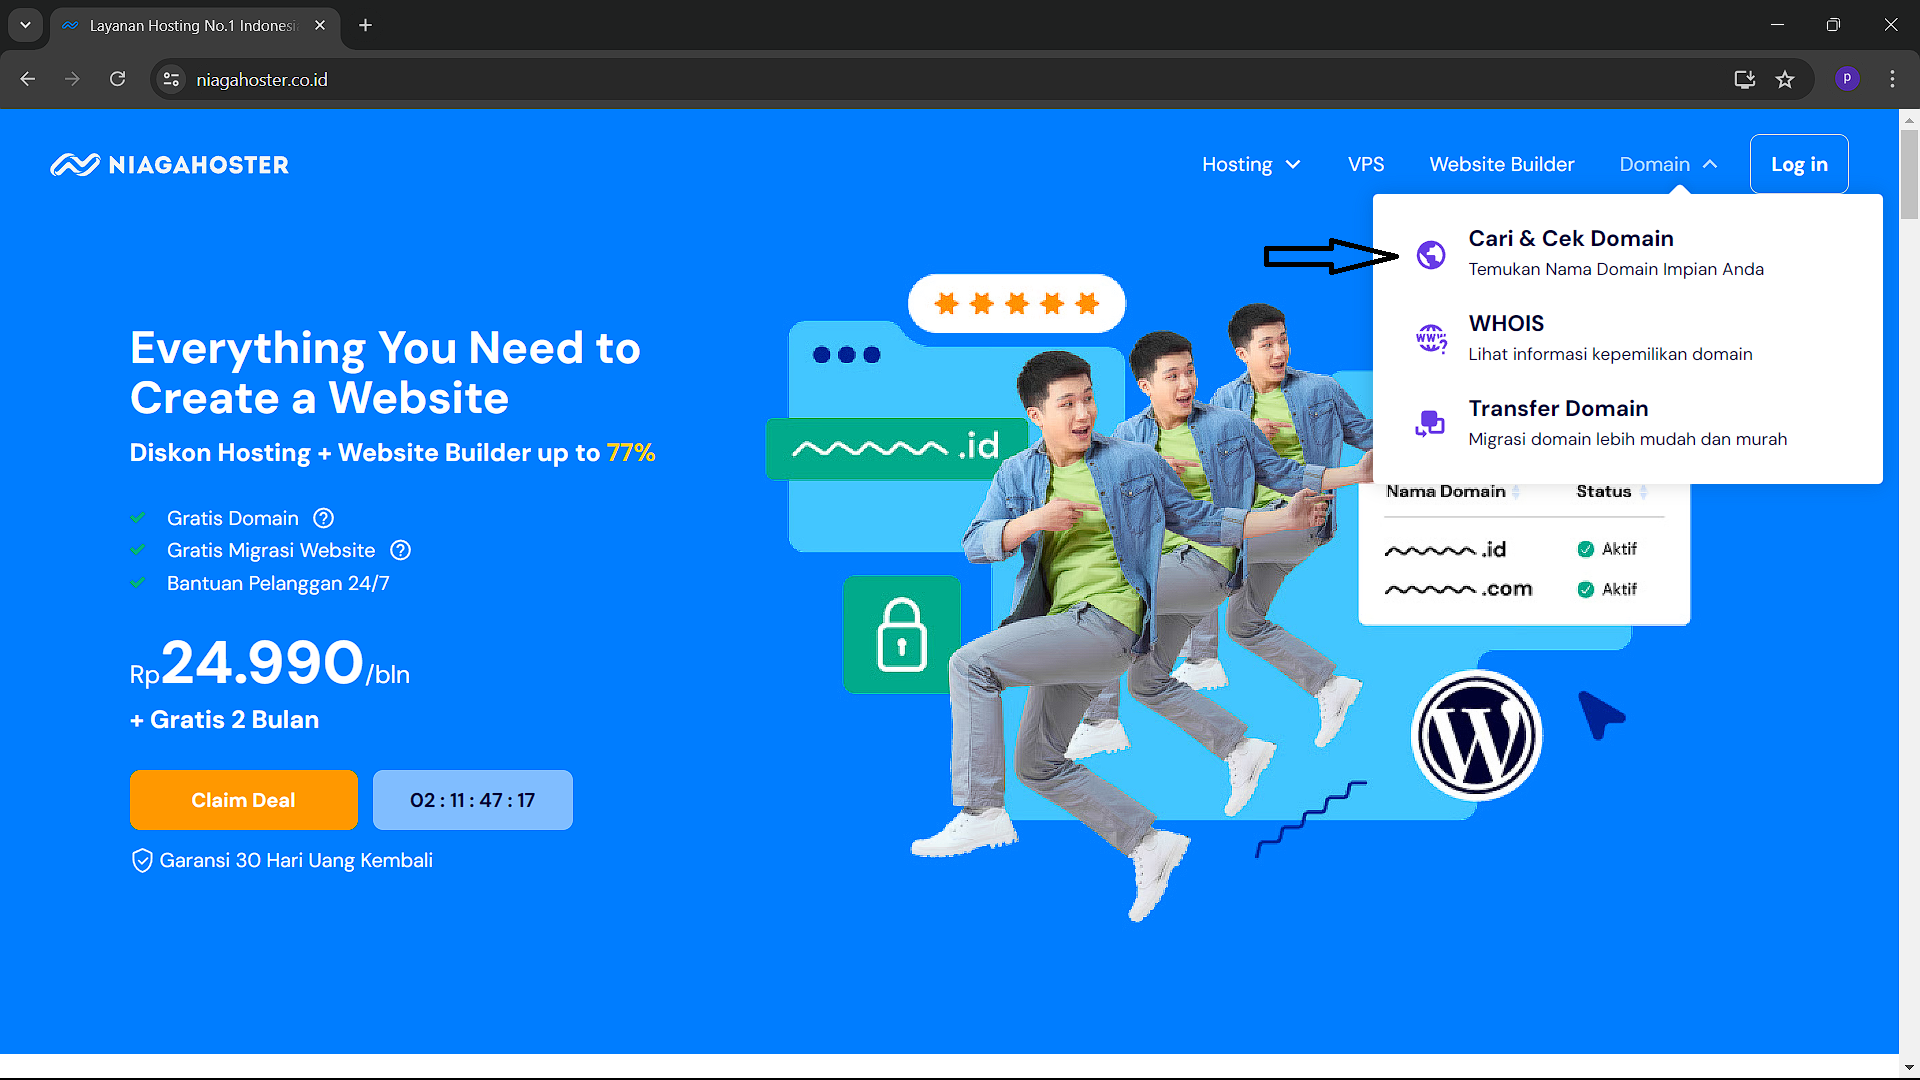 Layanan Hosting No.1 Indonesi
niagahoster.co.id
P
NIAGAHOSTER
Hosting
VPS
Website Builder
Domain
Log in
Cari & Cek Domain
Temukan Nama Domain Impian Anda
WHOIS
Lihat informasi kepemilikan domain
Transfer Domain
Migrasi domain lebih mudah dan murah
Everything You Need to
Create a Website
Diskon Hosting + Website Builder up to 77%
Gratis Domain
Gratis Migrasi Website
Bantuan Pelanggan 24/7
Rp24.990/bln
+ Gratis 2 Bulan
Claim Deal
02 : 11 : 47 : 17
Garansi 30 Hari Uang Kembali
.id
Nama Domain Status
.id Aktif
.com Aktif
WWW?
W